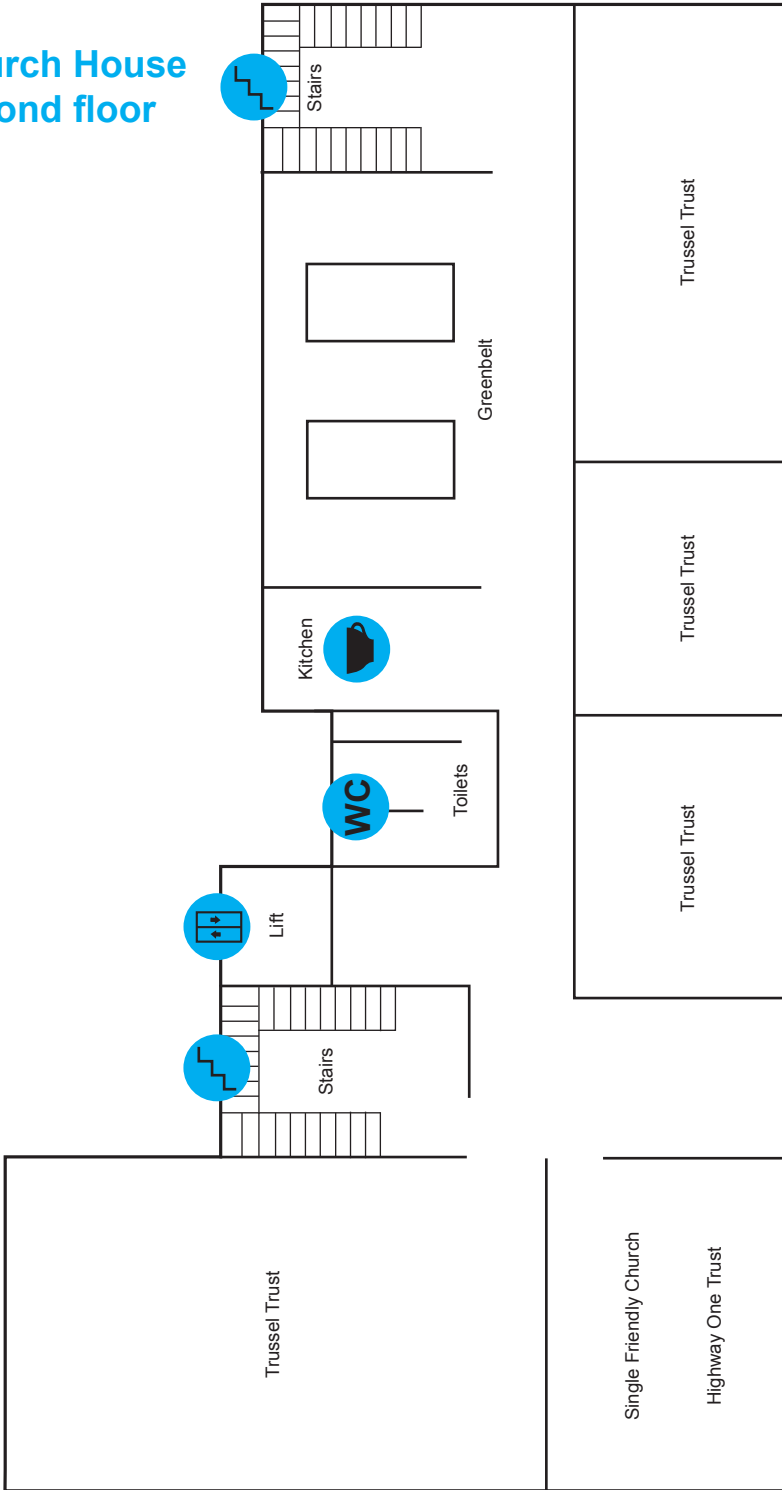 urch House
ond floor
Stairs
Trussel Trust
Greenbelt
Kitchen
Trussel Trust
WC
Toilets
Trussel Trust
Lift
Stairs
Trussel Trust
Single Friendly Church
Highway One Trust